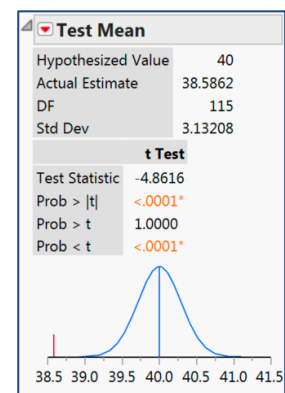 Test Mean
Hypothesized Value 40
Actual Estimate 38.5862
DF 115
Std Dev 3.13208
t Test
Test Statistic -4.8616
Prob > |t| <.0001*
Prob > t 1.0000
Prob < t <.0001*
38.5 39.0 39.5 40.0 40.5 41.0 41.5